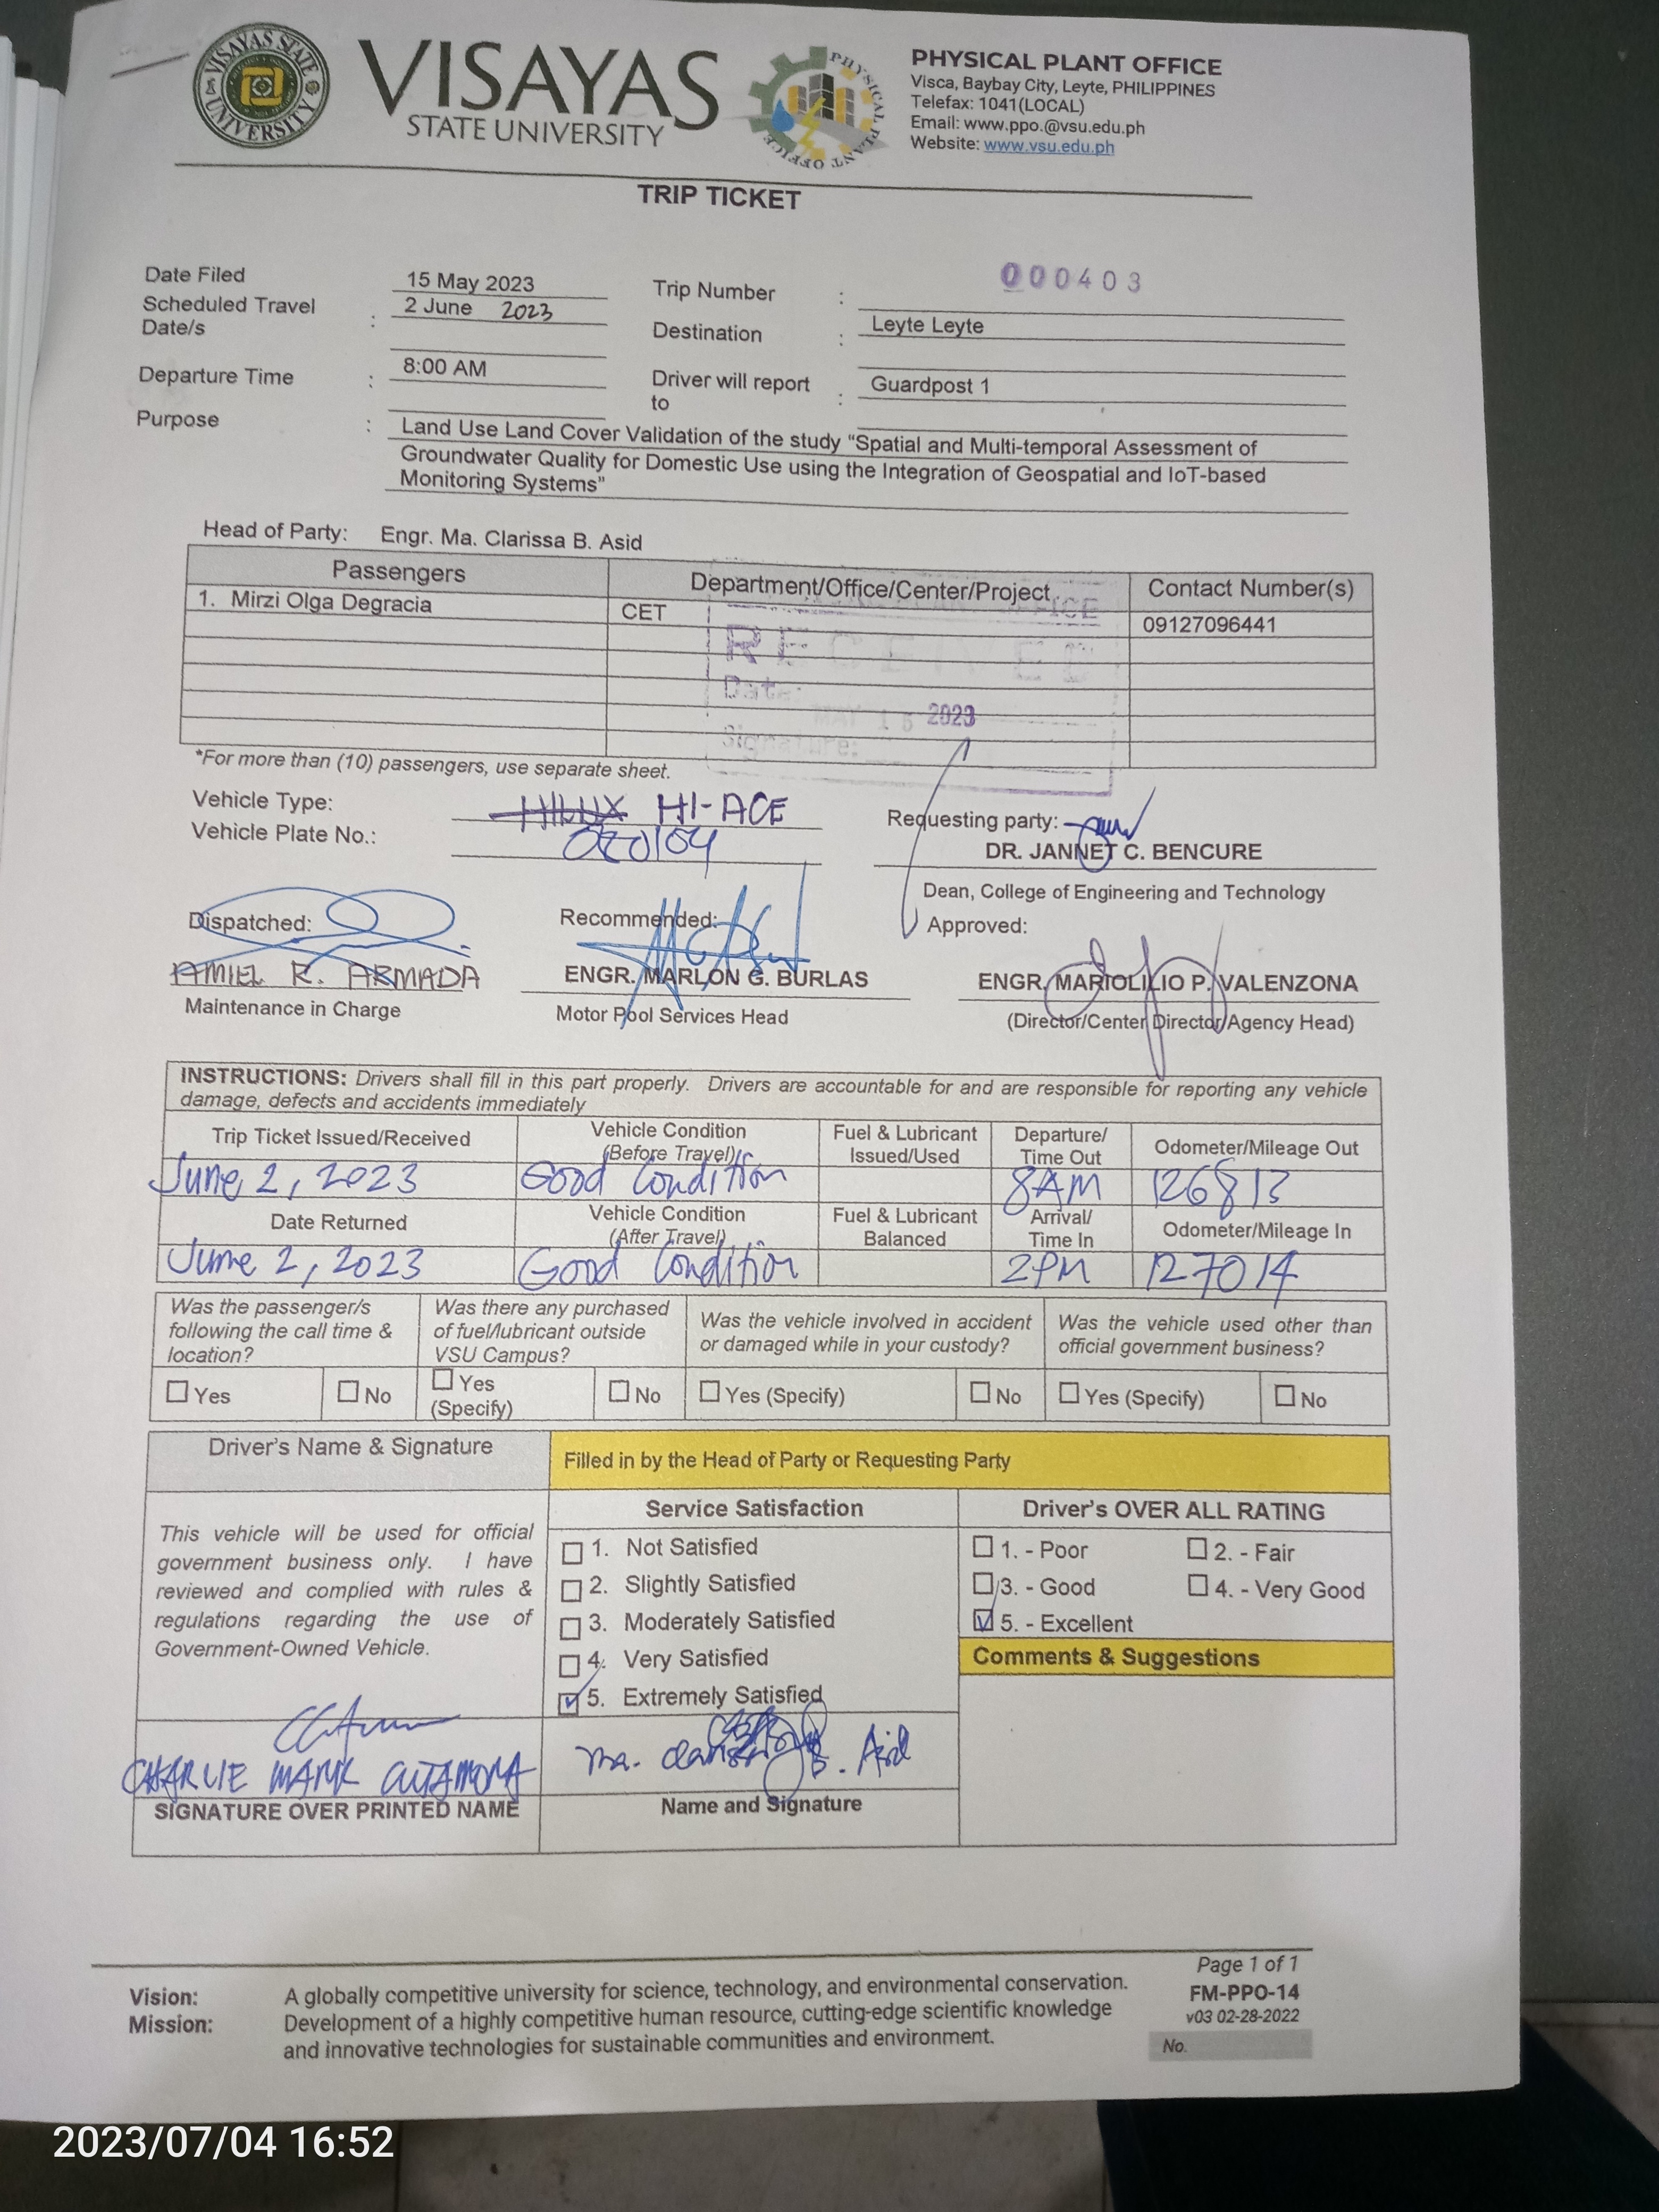 VISAYAS STATE UNIVERSITY
VISAYAS
STATE UNIVERSITY
PHYSICAL PLANT OFFICE
PHYSICAL PLANT OFFICE
Visca, Baybay City, Leyte, PHILIPPINES
Telefax: 1041(LOCAL)
Email: www.ppo.@vsu.edu.ph
Website: www.vsu.edu.ph
TRIP TICKET
Date Filed 15 May 2023 Trip Number : 000403
Scheduled Travel Date/s : 2 June 2023 Destination : Leyte Leyte
Departure Time : 8:00 AM Driver will report to : Guardpost 1
Purpose : Land Use Land Cover Validation of the study “Spatial and Multi-temporal Assessment of
Groundwater Quality for Domestic Use using the Integration of Geospatial and IoT-based
Monitoring Systems”
Head of Party: Engr. Ma. Clarissa B. Asid
Passengers Department/Office/Center/Project Contact Number(s)
1. Mirzi Olga Degracia CET 09127096441
OFFICE
RECEIVED
Date: MAY 15 2023
Signature:
*For more than (10) passengers, use separate sheet.
Vehicle Type: HILUX HI-ACE
Vehicle Plate No.:
Requesting party:
DR. JANNET C. BENCURE
Dean, College of Engineering and Technology
Dispatched: Recommended: Approved:
AMIEL R. ARMADA ENGR. MARLON G. BURLAS ENGR. MARIOLILIO P. VALENZONA
Maintenance in Charge Motor Pool Services Head (Director/Center Director/Agency Head)
INSTRUCTIONS: Drivers shall fill in this part properly. Drivers are accountable for and are responsible for reporting any vehicle
damage, defects and accidents immediately
Trip Ticket Issued/Received Vehicle Condition (Before Travel) Fuel & Lubricant Issued/Used Departure/ Time Out Odometer/Mileage Out
June 2, 2023 Good Condition 8AM 126813
Date Returned Vehicle Condition (After Travel) Fuel & Lubricant Balanced Arrival/ Time In Odometer/Mileage In
June 2, 2023 Good Condition 2PM 127014
Was the passenger/s following the call time & location? Was there any purchased of fuel/lubricant outside VSU Campus? Was the vehicle involved in accident or damaged while in your custody? Was the vehicle used other than official government business?
Yes No Yes (Specify) No Yes (Specify) No Yes (Specify) No
Driver's Name & Signature Filled in by the Head of Party or Requesting Party
This vehicle will be used for official
government business only. I have
reviewed and complied with rules &
regulations regarding the use of
Government-Owned Vehicle.
Service Satisfaction
1. Not Satisfied
2. Slightly Satisfied
3. Moderately Satisfied
4. Very Satisfied
5. Extremely Satisfied
Driver's OVER ALL RATING
1. - Poor 2. - Fair
3. - Good 4. - Very Good
5. - Excellent
Comments & Suggestions
CHARLIE MARK CUTAMORA
SIGNATURE OVER PRINTED NAME
Ma. Clarissa B. Asid
Name and Signature
Vision: A globally competitive university for science, technology, and environmental conservation.
Mission: Development of a highly competitive human resource, cutting-edge scientific knowledge
and innovative technologies for sustainable communities and environment.
Page 1 of 1
FM-PPO-14
v03 02-28-2022
No.
2023/07/04 16:52